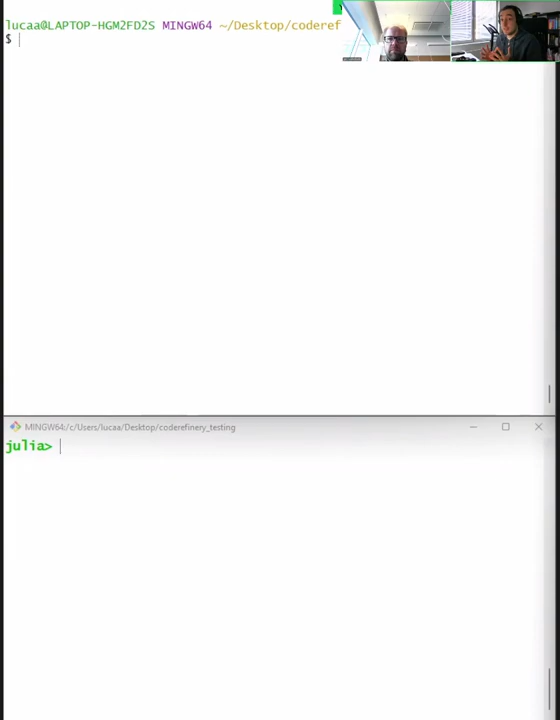 lucaa@LAPTOP-HGM2FD2S MINGW64 ~/Desktop/coderef
$
MINGW64:/c/Users/lucaa/Desktop/coderefinery_testing
julia>